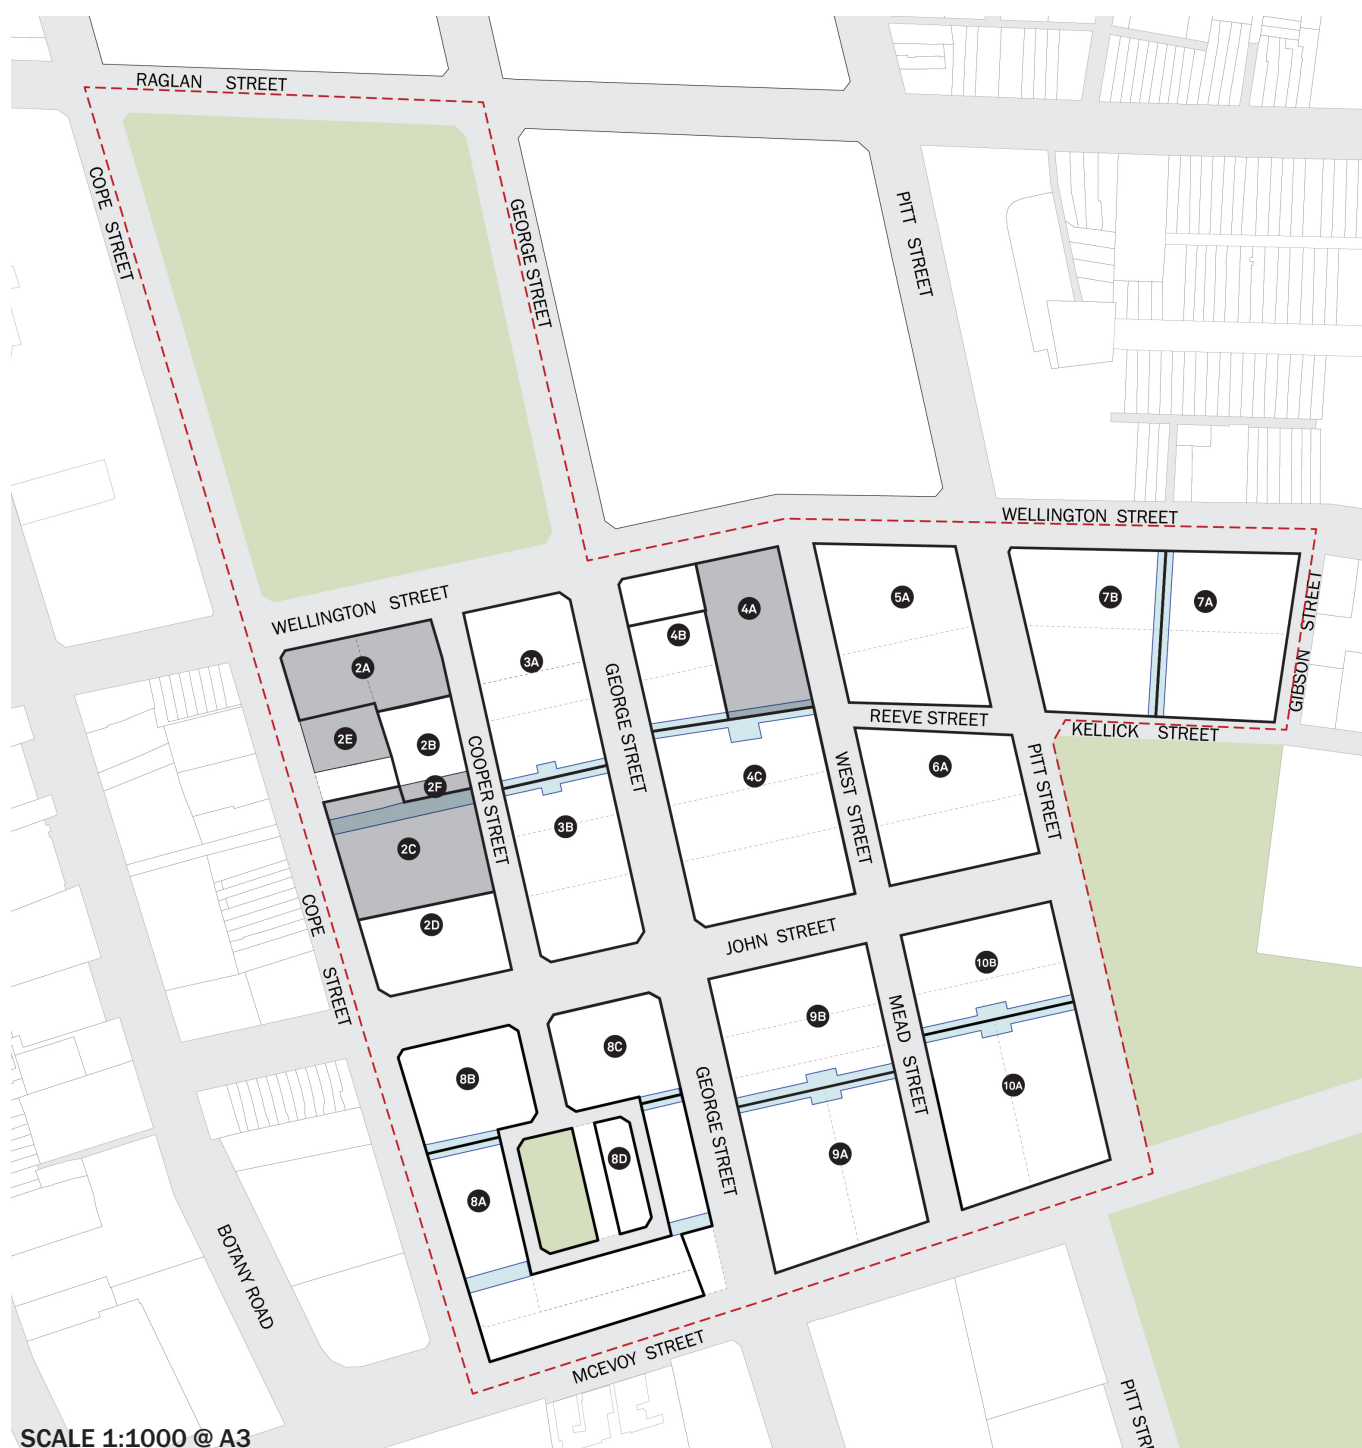 RAGLAN STREET
COPE STREET
GEORGE STREET
PITT STREET
WELLINGTON STREET
WELLINGTON STREET
GIBSON STREET
KELLICK STREET
REEVE STREET
COOPER STREET
GEORGE STREET
WEST STREET
PITT STREET
2A
2E
2B
2F
2C
2D
3A
3B
4A
4B
4C
5A
6A
7B
7A
COPE STREET
JOHN STREET
MEAD STREET
GEORGE STREET
8B
8C
8D
8A
9B
9A
10B
10A
BOTANY ROAD
MCEVOY STREET
PITT STR
SCALE 1:1000 @ A3